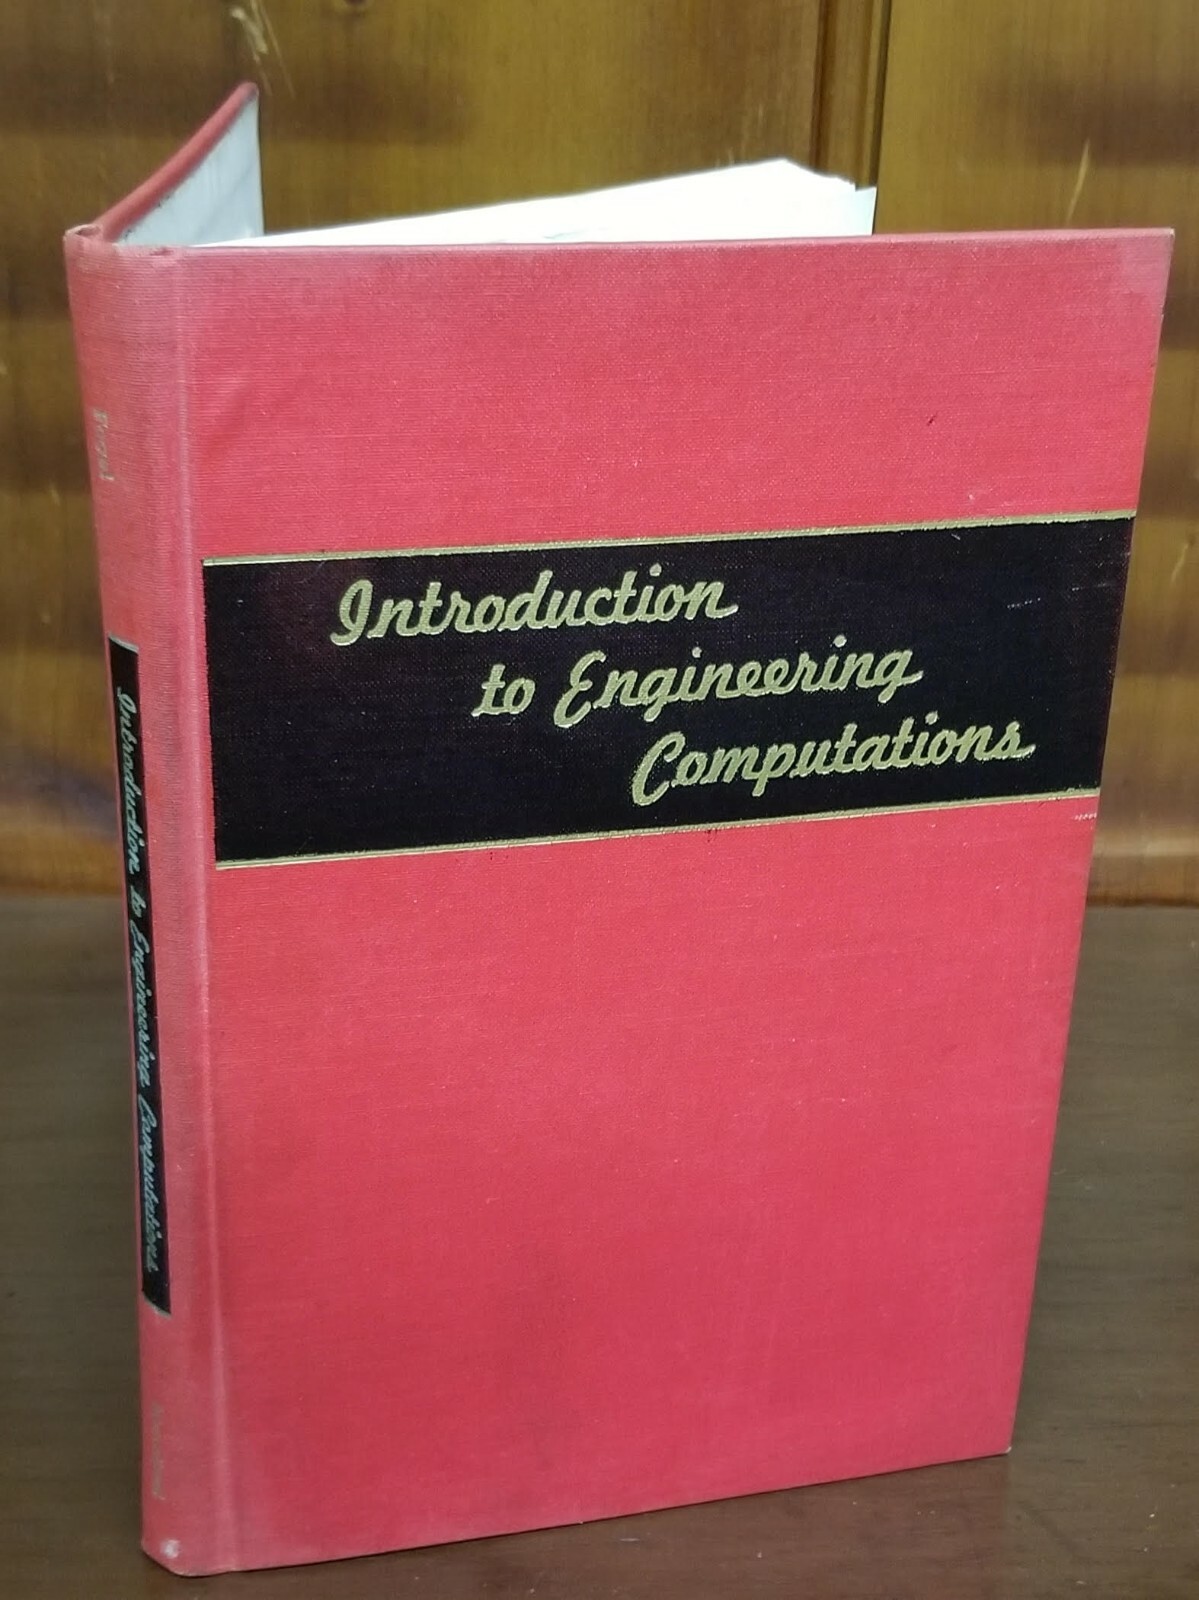 Introduction
to Engineering
Computations
Introduction to Engineering Computations